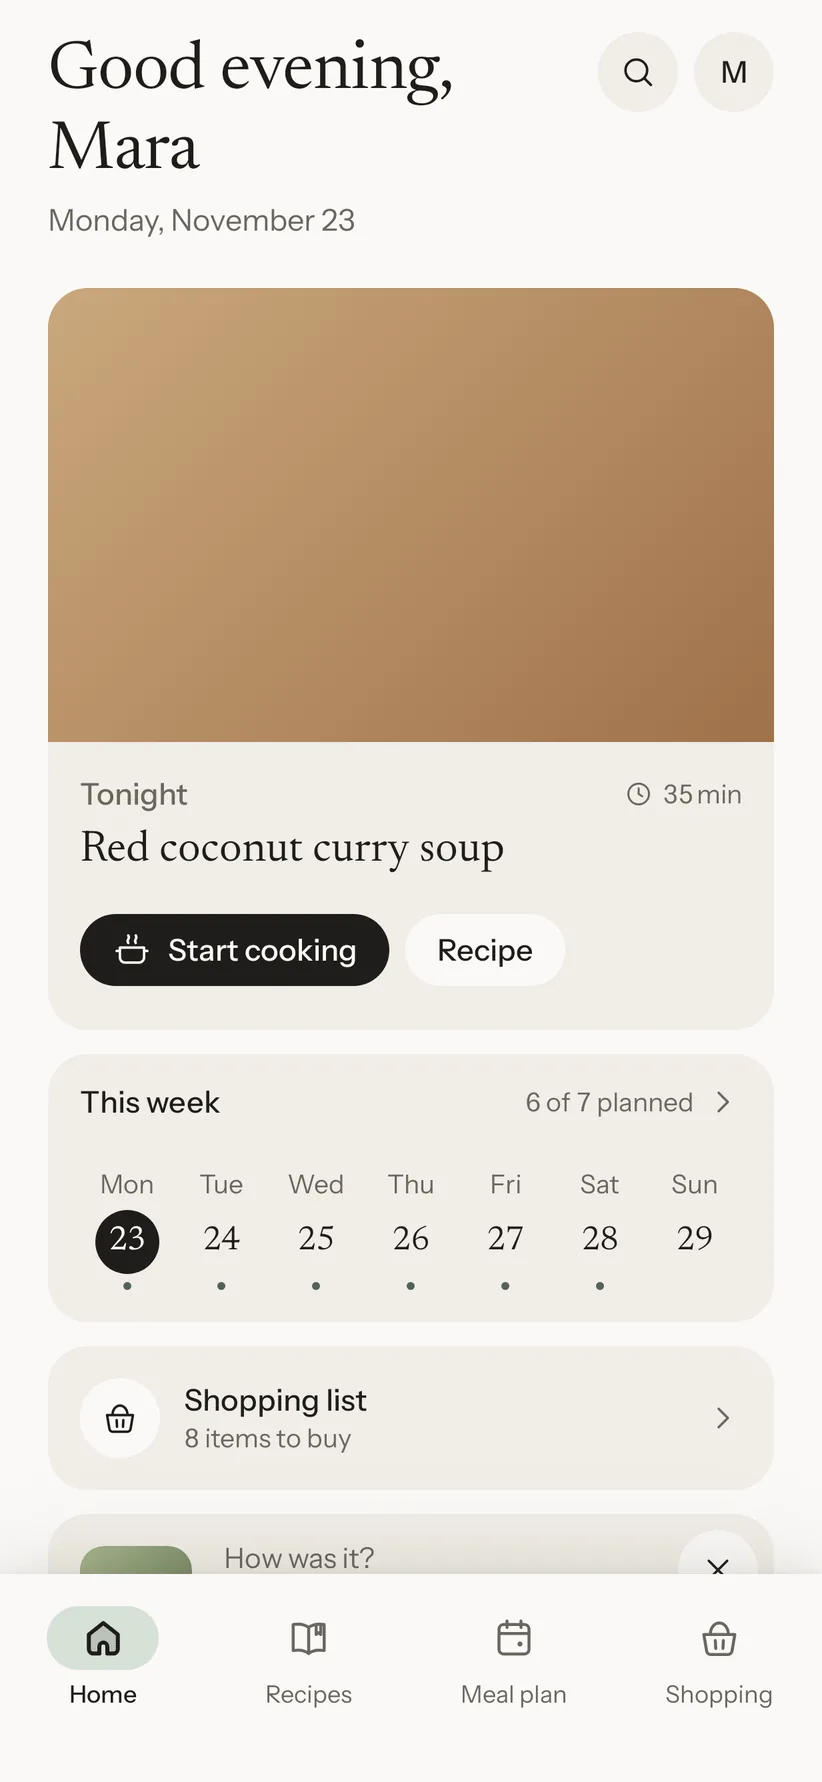 Good evening,
Mara
M
Monday, November 23
Tonight
35 min
Red coconut curry soup
Start cooking
Recipe
This week
6 of 7 planned
Mon Tue Wed Thu Fri Sat Sun
23 24 25 26 27 28 29
Shopping list
8 items to buy
How was it?
Home Recipes Meal plan Shopping